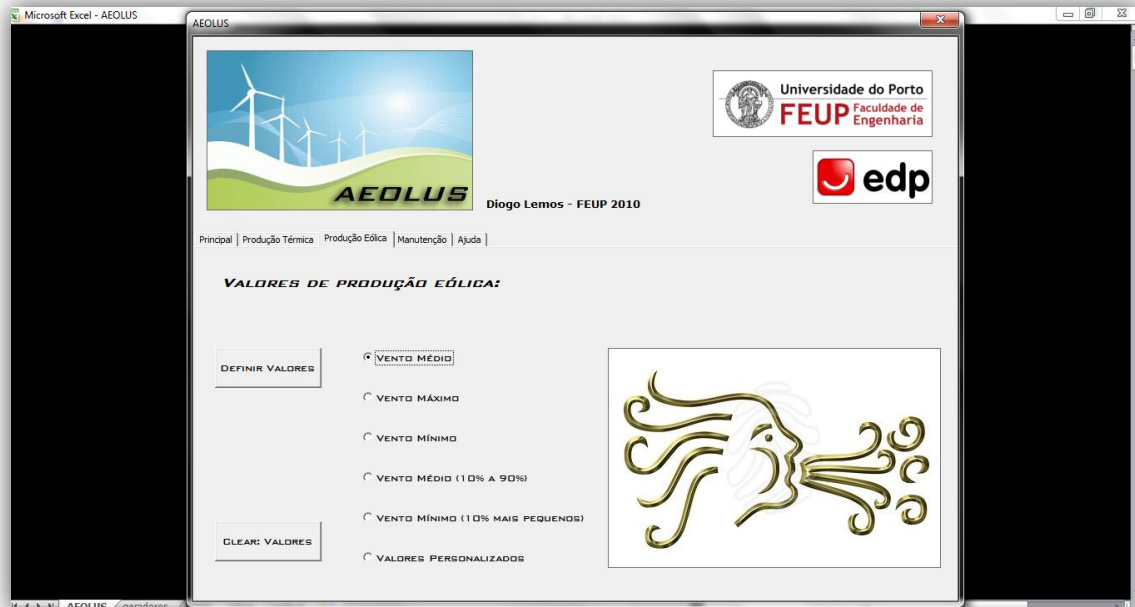 Microsoft Excel - AEOLUS
AEOLUS
Universidade do Porto
FEUP Faculdade de Engenharia
edp
AEOLUS
Diogo Lemos - FEUP 2010
Principal Produção Térmica Produção Eólica Manutenção Ajuda
VALORES DE PRODUÇÃO EÓLICA:
DEFINIR VALORES
VENTO MÉDIO
VENTO MÁXIMO
VENTO MÍNIMO
VENTO MÉDIO (10% A 90%)
VENTO MÍNIMO (10% MAIS PEQUENOS)
CLEAR: VALORES
VALORES PERSONALIZADOS
AEOLUS geradores